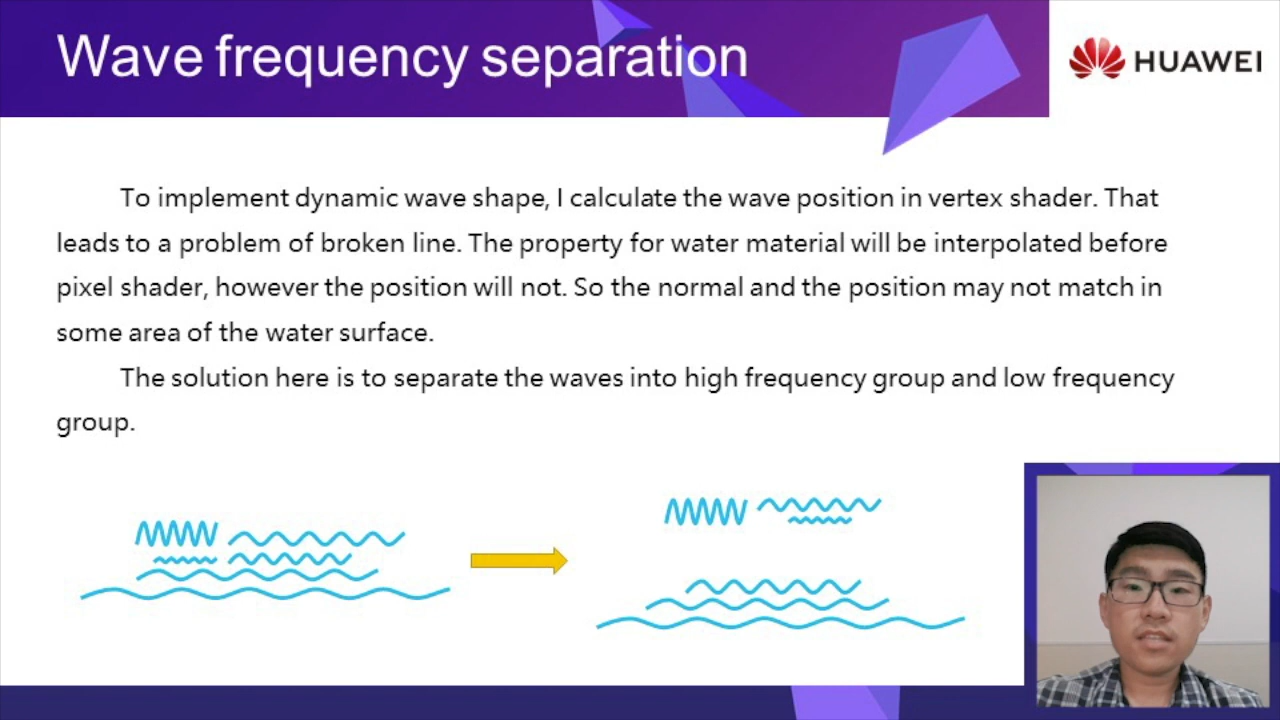 Wave frequency separation
HUAWEI
To implement dynamic wave shape, I calculate the wave position in vertex shader. That
leads to a problem of broken line. The property for water material will be interpolated before
pixel shader, however the position will not. So the normal and the position may not match in
some area of the water surface.
The solution here is to separate the waves into high frequency group and low frequency
group.